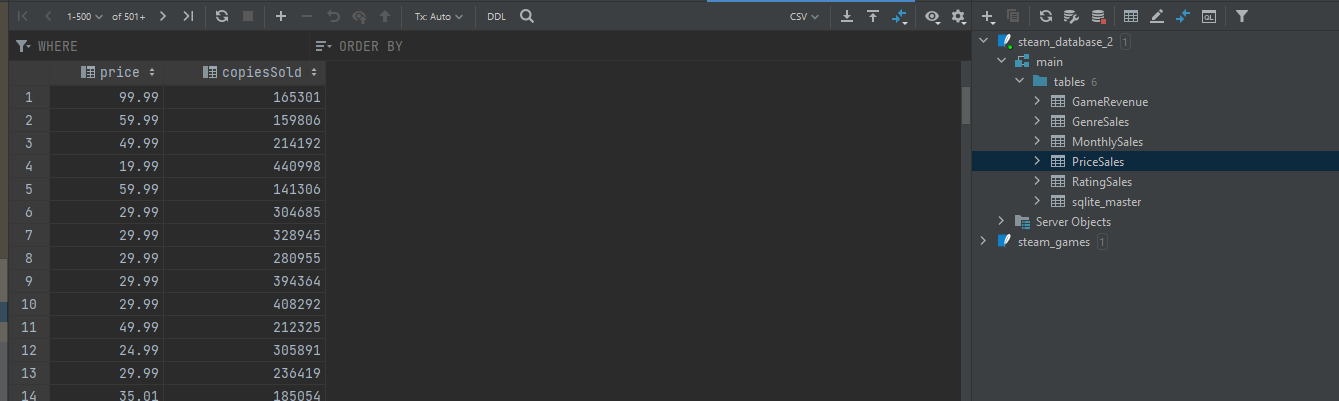 1-500 of 501+ Tx: Auto DDL CSV
WHERE ORDER BY
price copiesSold
1 99.99 165301
2 59.99 159806
3 49.99 214192
4 19.99 440998
5 59.99 141306
6 29.99 304685
7 29.99 328945
8 29.99 280955
9 29.99 394364
10 29.99 408292
11 49.99 212325
12 24.99 305891
13 29.99 236419
14 35.01 185054
QL
steam_database_2 1
main
tables 6
GameRevenue
GenreSales
MonthlySales
PriceSales
RatingSales
sqlite_master
Server Objects
steam_games 1